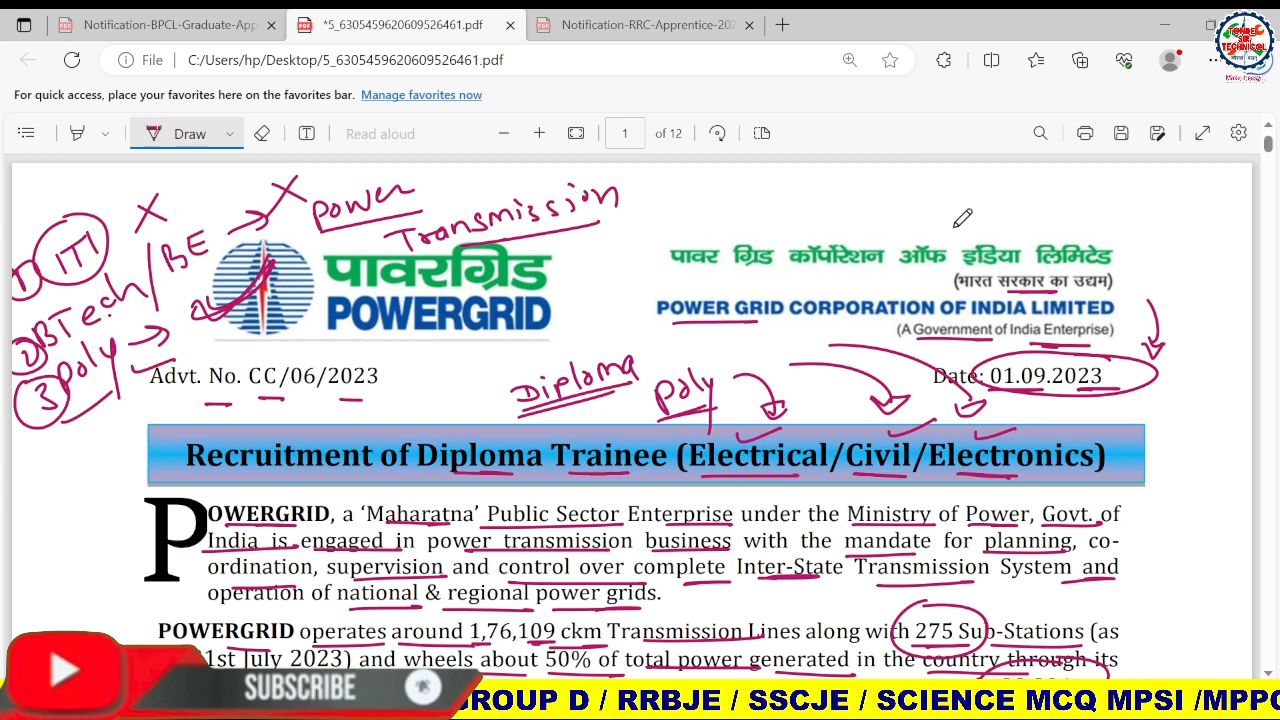 Notification-BPCL-Graduate-App
*5_6305459620609526461.pdf
Notification-RRC-Apprentice-202
TONDE SIR TECHNICOL
File
C:/Users/hp/Desktop/5_6305459620609526461.pdf
For quick access, place your favorites here on the favorites bar. Manage favorites now
Draw
Read aloud
1 of 12
Power
Transmission
① ITI
② BTech/BE
③ Poly
पावरग्रिड
POWERGRID
पावर ग्रिड कॉर्पोरेशन ऑफ इंडिया लिमिटेड
(भारत सरकार का उद्यम)
POWER GRID CORPORATION OF INDIA LIMITED
(A Government of India Enterprise)
Advt. No. CC/06/2023
Date: 01.09.2023
Diploma Poly
Recruitment of Diploma Trainee (Electrical/Civil/Electronics)
POWERGRID, a ‘Maharatna’ Public Sector Enterprise under the Ministry of Power, Govt. of
India is engaged in power transmission business with the mandate for planning, co-
ordination, supervision and control over complete Inter-State Transmission System and
operation of national & regional power grids.
POWERGRID operates around 1,76,109 ckm Transmission Lines along with 275 Sub-Stations (as
1st July 2023) and wheels about 50% of total power generated in the country through its
SUBSCRIBE
GROUP D / RRBJE / SSCJE / SCIENCE MCQ MPSI /MPPC